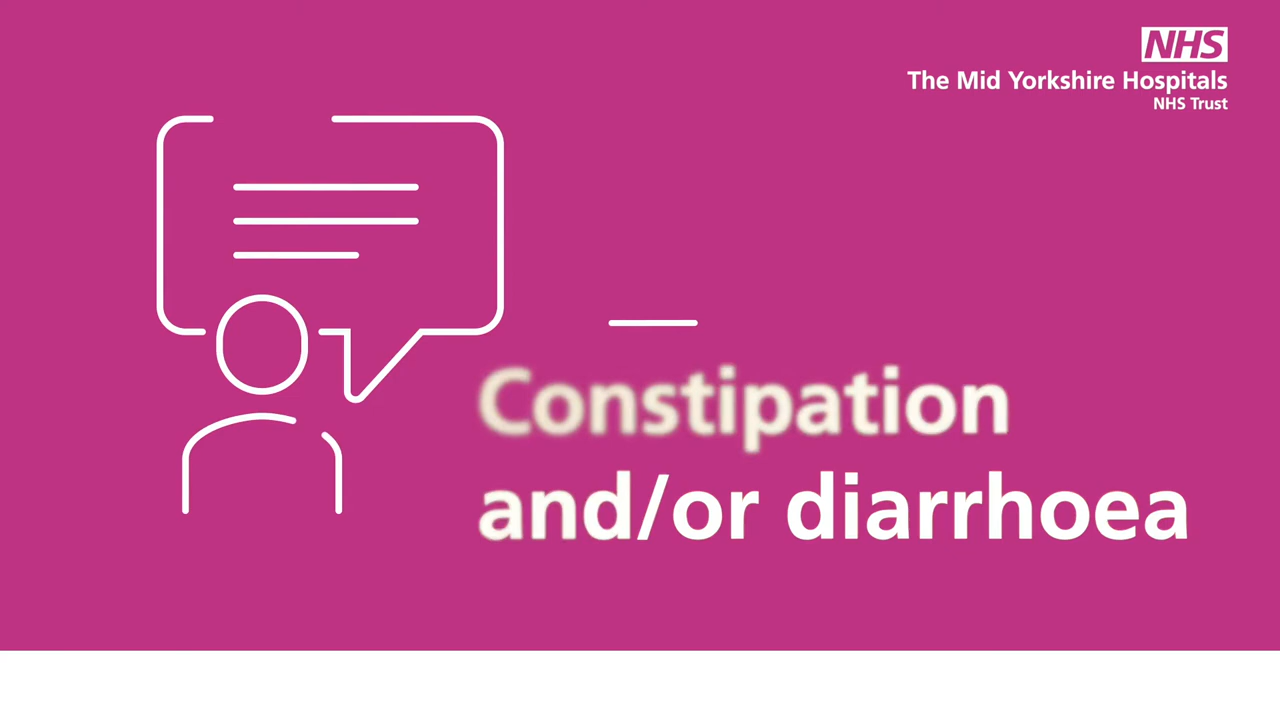 NHS
The Mid Yorkshire Hospitals
NHS Trust
Constipation
and/or diarrhoea